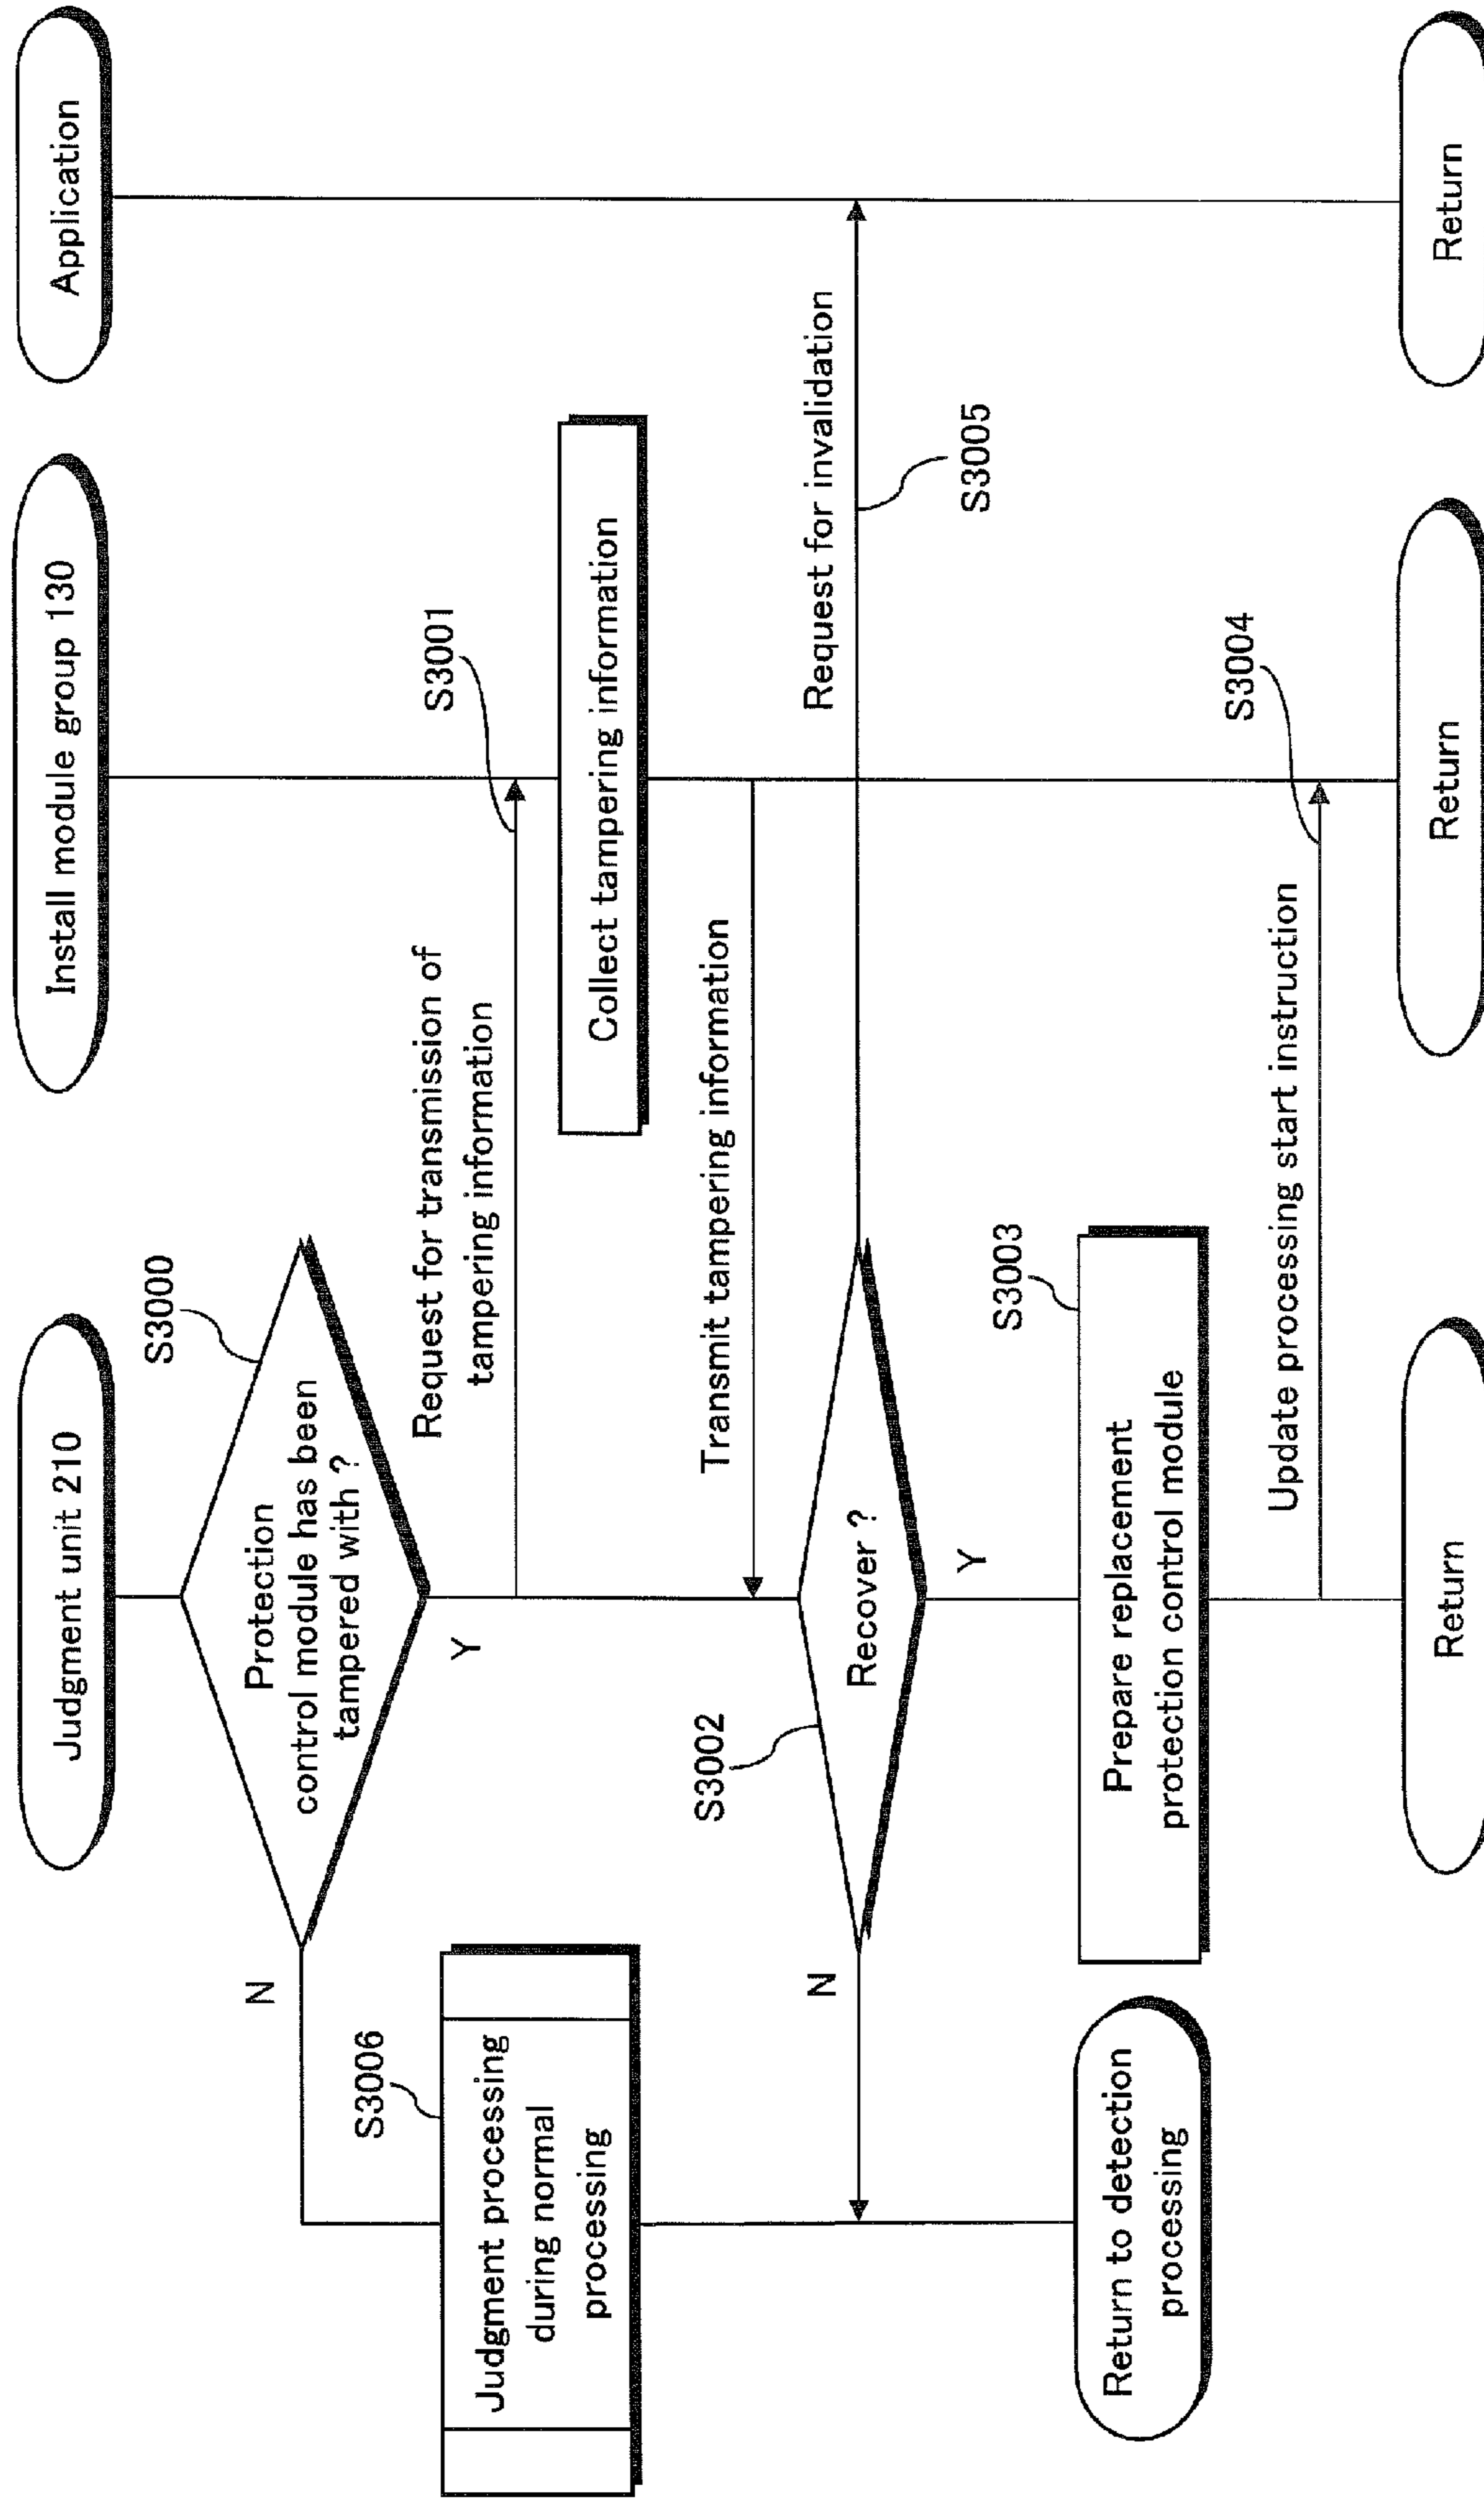 Judgment unit 210
Install module group 130
Application
S3000
Protection
control module has been
tampered with ?
N
Y
S3006
Judgment processing
during normal
processing
Request for transmission of
tampering information
S3001
Collect tampering information
Transmit tampering information
S3002
Recover ?
N
Y
Request for invalidation
S3005
S3003
Prepare replacement
protection control module
Return to detection
processing
Update processing start instruction
S3004
Return
Return
Return